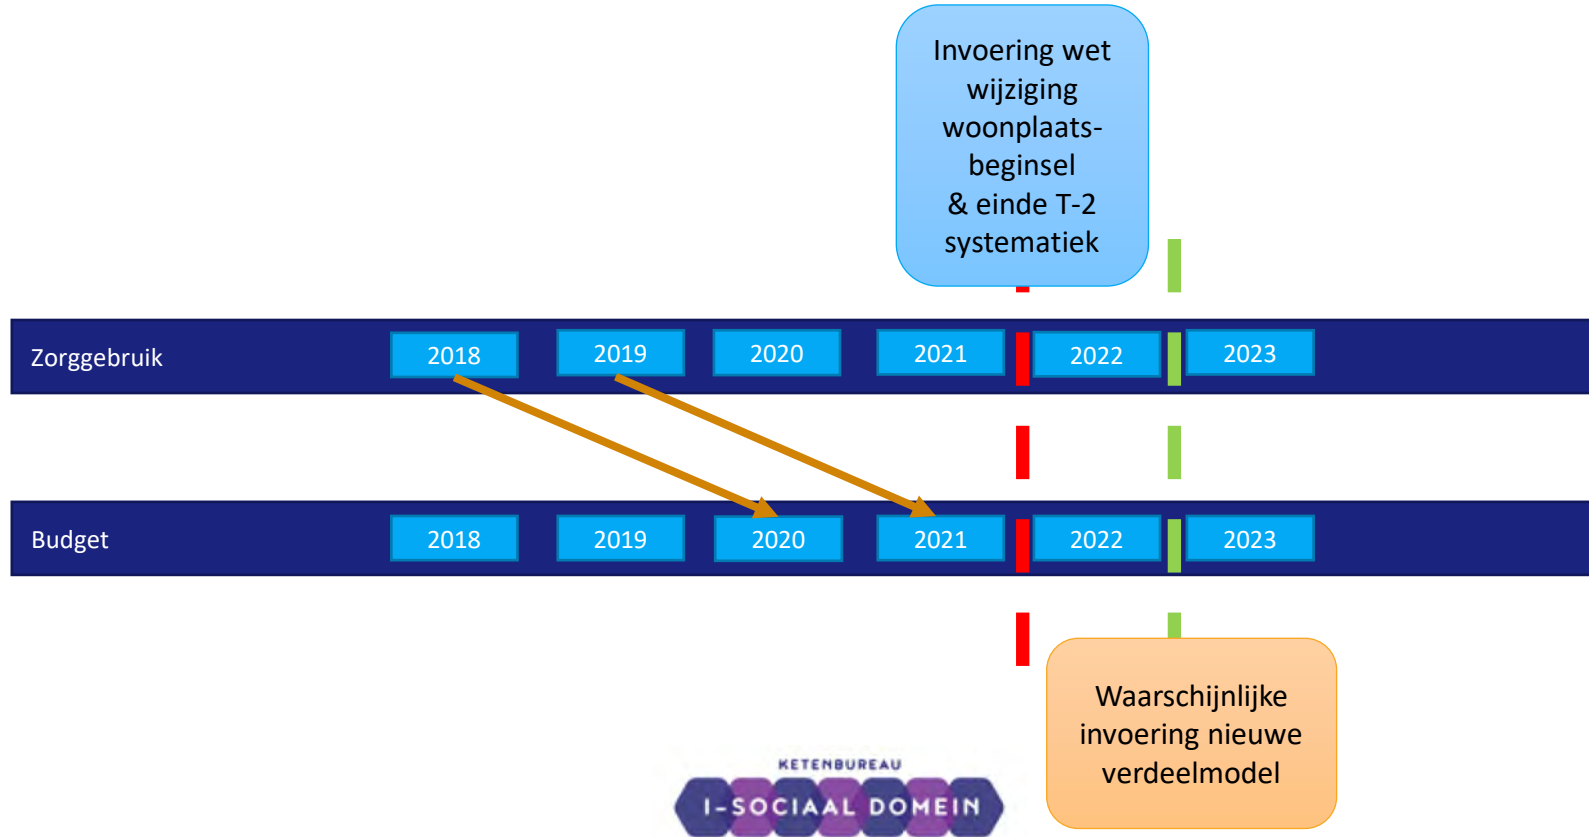 Invoering wet
wijziging
woonplaats-
beginsel
& einde T-2
systematiek
Zorggebruik
2018
2019
2020
2021
2022
2023
Budget
2018
2019
2020
2021
2022
2023
Waarschijnlijke
invoering nieuwe
verdeelmodel
KETENBUREAU
I-SOCIAAL DOMEIN